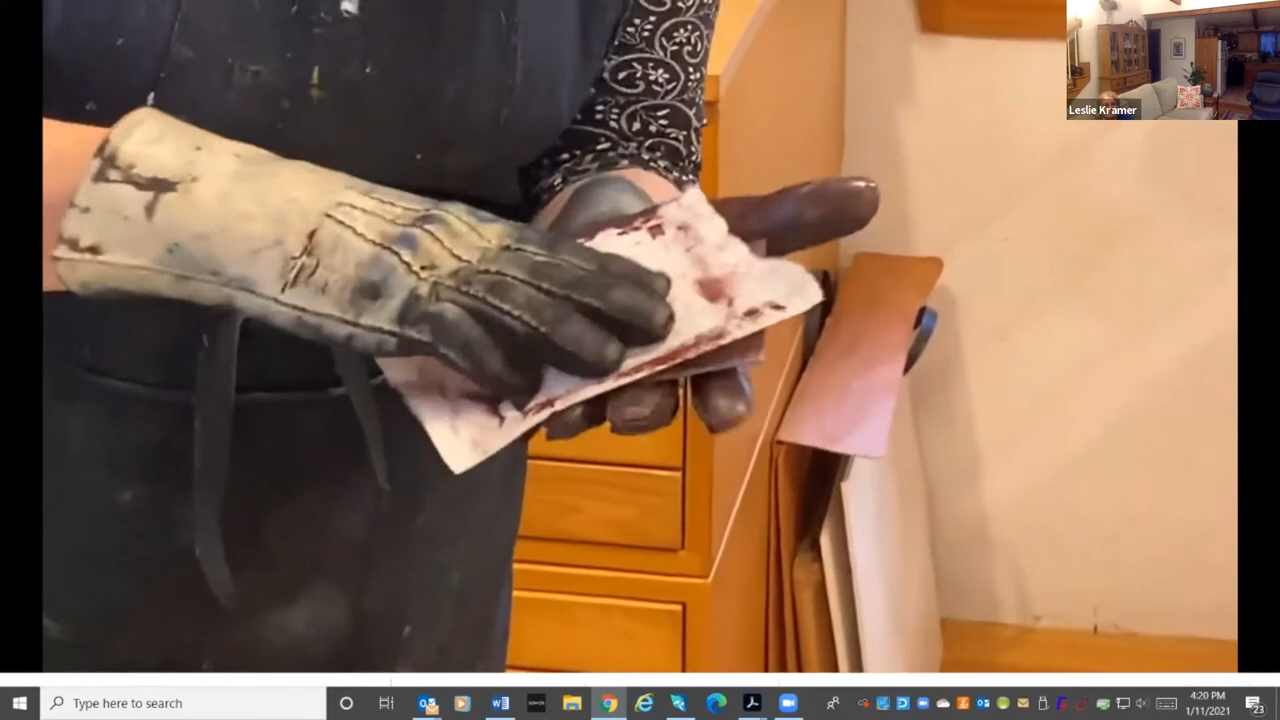 Leslie Kramer
Type here to search
4:20 PM
1/11/2021
23